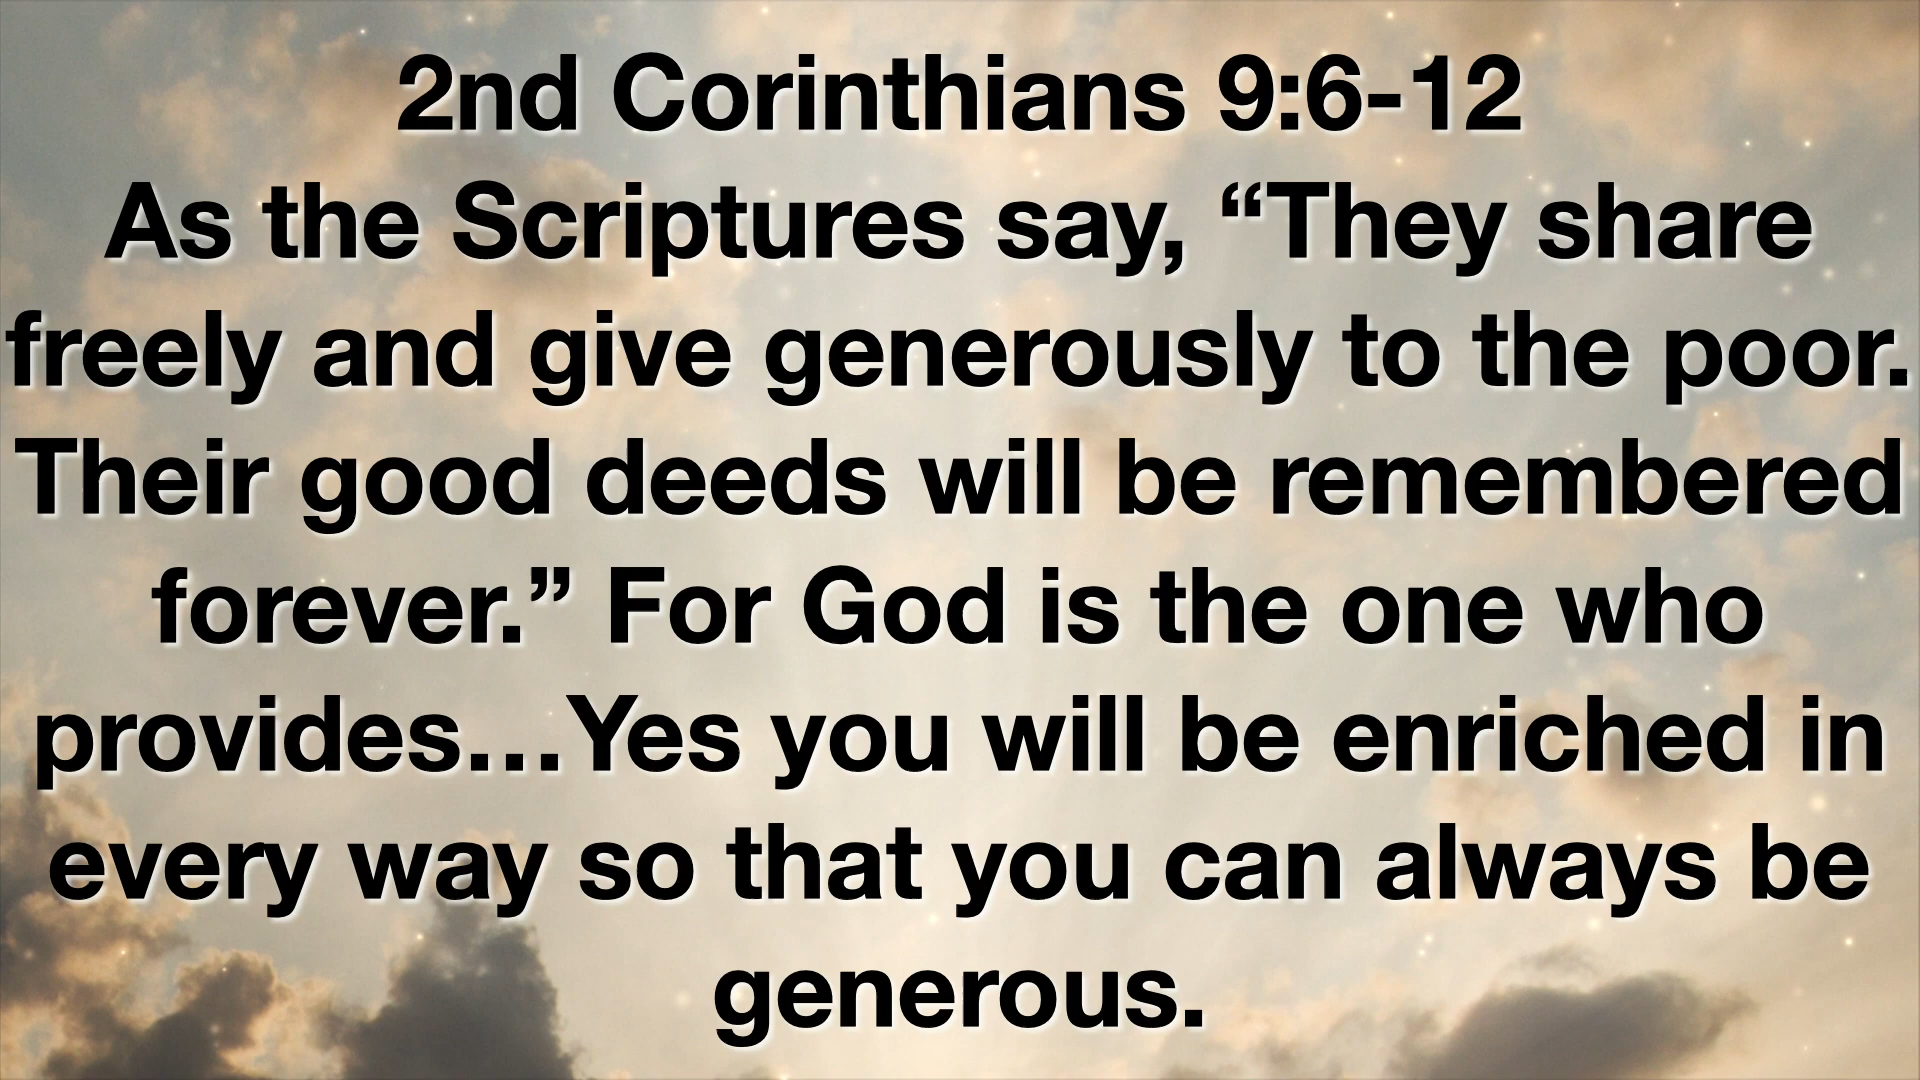 2nd Corinthians 9:6-12
As the Scriptures say, “They share
freely and give generously to the poor.
Their good deeds will be remembered
forever.” For God is the one who
provides…Yes you will be enriched in
every way so that you can always be
generous.